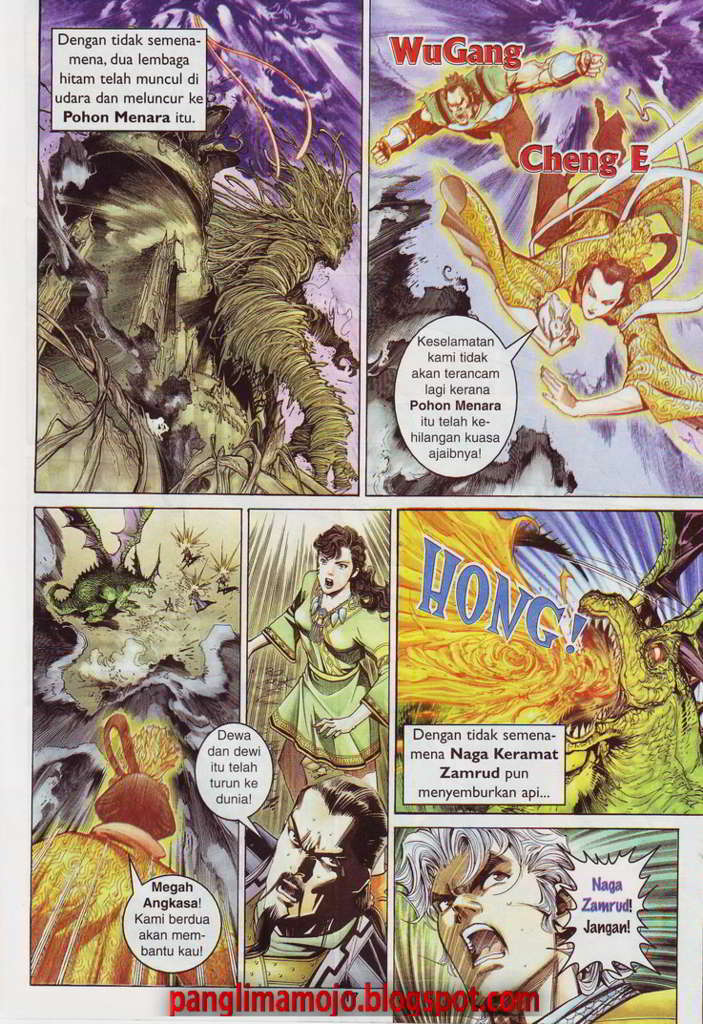 Dengan tidak semena-
mena, dua lembaga
hitam telah muncul di
udara dan meluncur ke
Pohon Menara itu.
WuGang
Cheng E
Keselamatan
kami tidak
akan terancam
lagi kerana
Pohon Menara
itu telah ke-
hilangan kuasa
ajaibnya!
Megah
Angkasa!
Kami berdua
akan mem-
bantu kau!
Dewa
dan dewi
itu telah
turun ke
dunia!
HONG!
Dengan tidak semena-
mena Naga Keramat
Zamrud pun
menyemburkan api...
Naga
Zamrud!
Jangan!
panglimamojo.blogspot.com